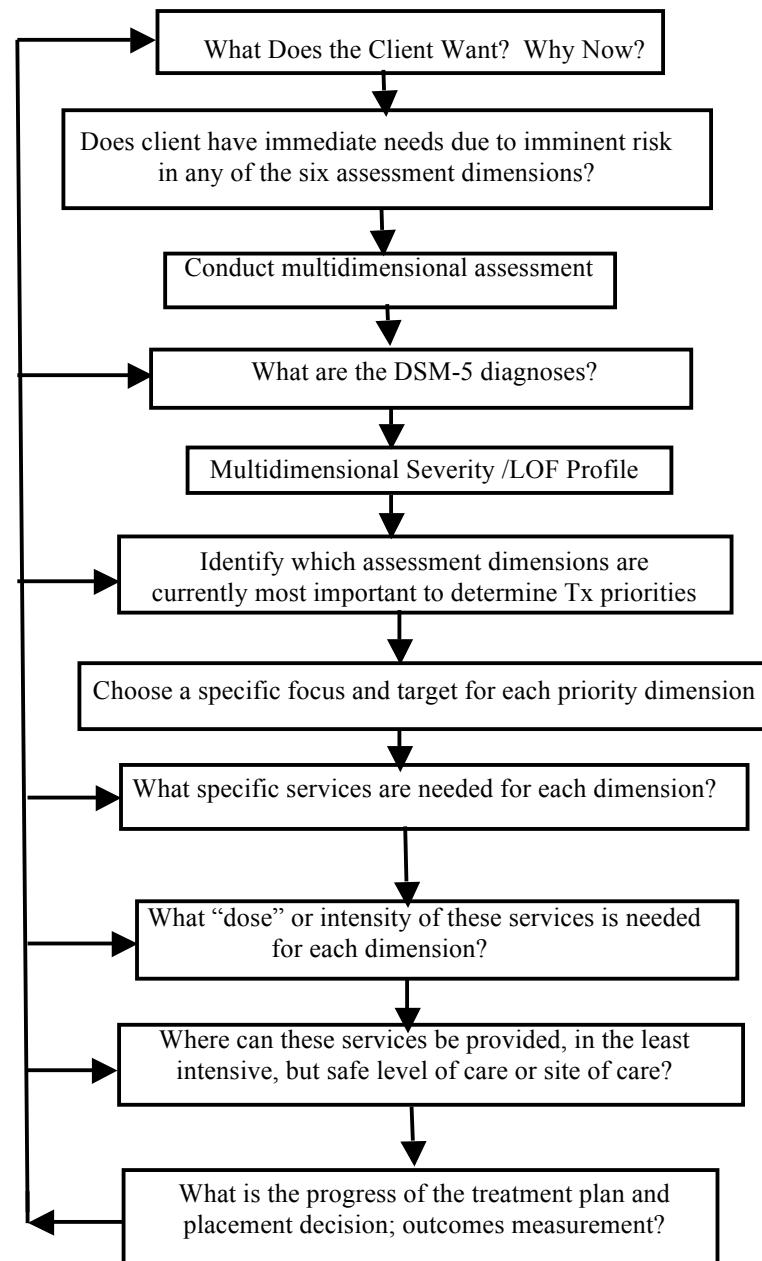 What Does the Client Want?  Why Now?
Does client have immediate needs due to imminent risk
in any of the six assessment dimensions?
Conduct multidimensional assessment
What are the DSM-5 diagnoses?
Multidimensional Severity /LOF Profile
Identify which assessment dimensions are
currently most important to determine Tx priorities
Choose a specific focus and target for each priority dimension
What specific services are needed for each dimension?
What “dose” or intensity of these services is needed
for each dimension?
Where can these services be provided, in the least
intensive, but safe level of care or site of care?
What is the progress of the treatment plan and
placement decision; outcomes measurement?